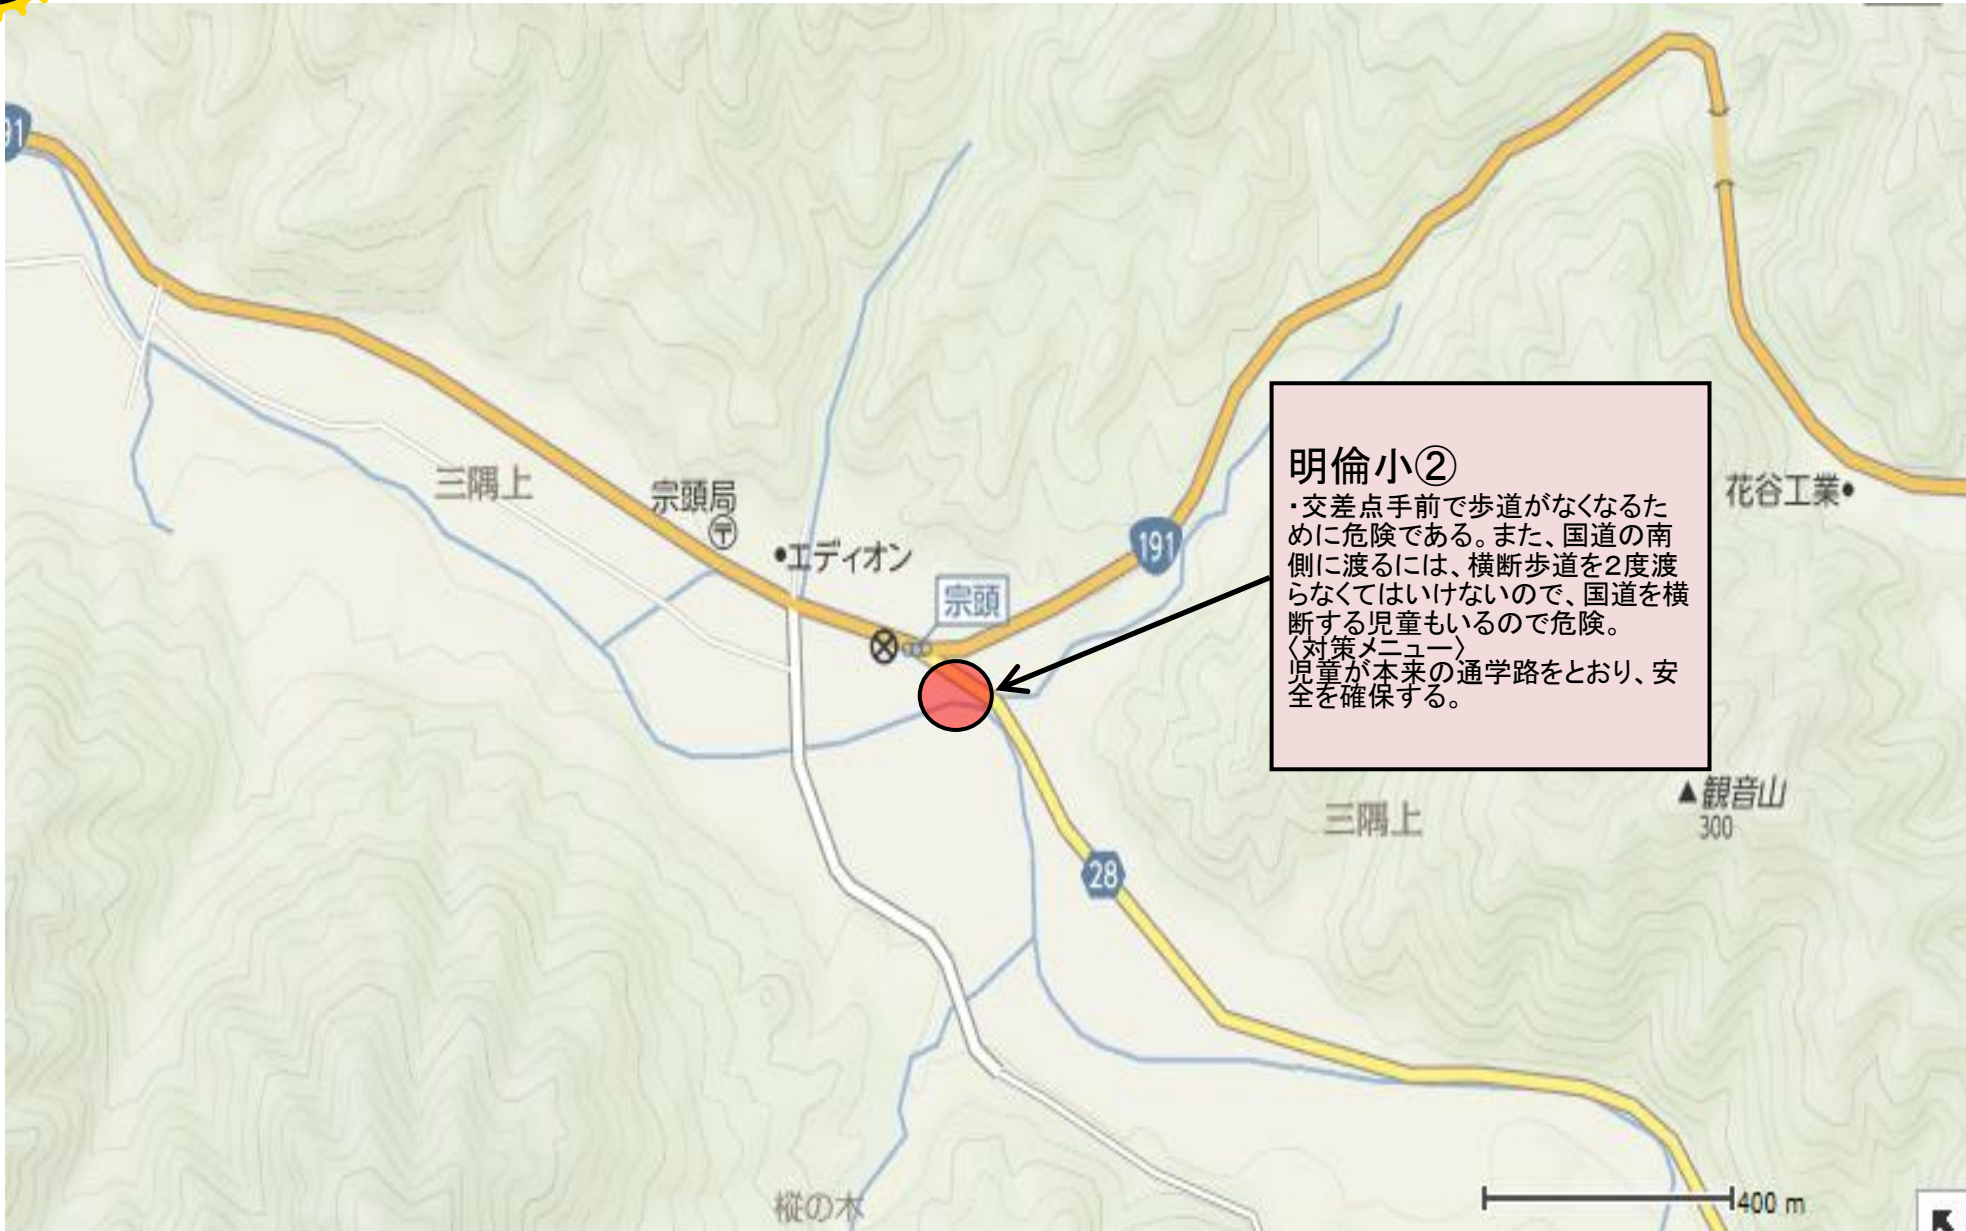 91
三隅上
宗頭局
〒
エディオン
宗頭
191
明倫小②
・交差点手前で歩道がなくなるた
めに危険である。また、国道の南
側に渡るには、横断歩道を2度渡
らなくてはいけないので、国道を横
断する児童もいるので危険。
〈対策メニュー〉
児童が本来の通学路をとおり、安
全を確保する。
花谷工業
三隅上
▲観音山
300
28
樅の木
400 m